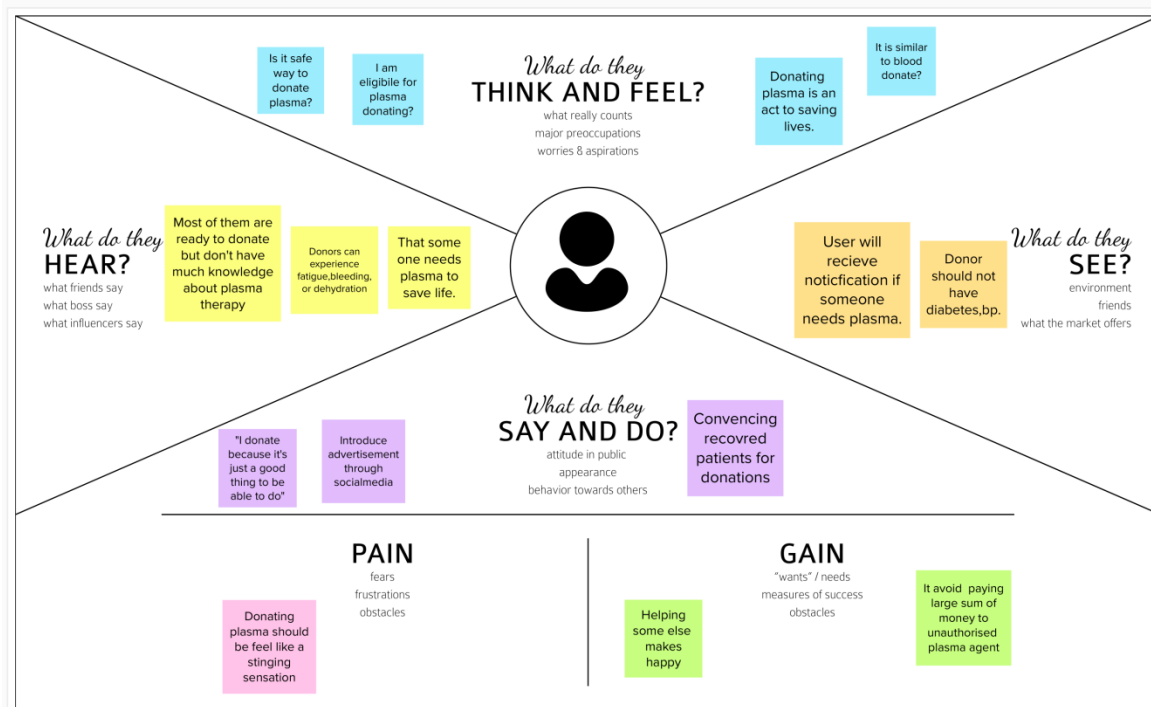 Is it safe
way to
donate
plasma?
I am
eligibile for
plasma
donating?
What do they
THINK AND FEEL?
what really counts
major preoccupations
worries & aspirations
Donating
plasma is an
act to saving
lives.
It is similar
to blood
donate?
What do they
HEAR?
what friends say
what boss say
what influencers say
Most of them are
ready to donate
but don't have
much knowledge
about plasma
therapy
Donors can
experience
fatigue,bleeding,
or dehydration
That some
one needs
plasma to
save life.
User will
recieve
noticfication if
someone
needs plasma.
Donor
should not
have
diabetes,bp.
What do they
SEE?
environment
friends
what the market offers
"I donate
because it's
just a good
thing to be
able to do"
Introduce
advertisement
through
socialmedia
What do they
SAY AND DO?
attitude in public
appearance
behavior towards others
Convencing
recovred
patients for
donations
PAIN
fears
frustrations
obstacles
Donating
plasma should
be feel like a
stinging
sensation
GAIN
"wants" / needs
measures of success
obstacles
Helping
some else
makes
happy
It avoid paying
large sum of
money to
unauthorised
plasma agent